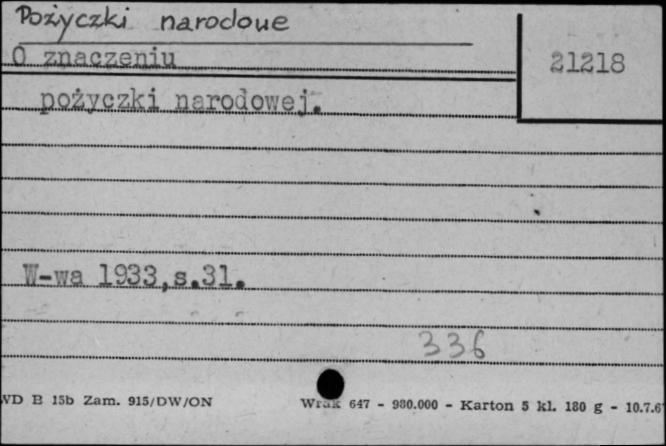 Pożyczki narodowe
21218
O znaczeniu
pożyczki narodowej.
W-wa 1933,s.31.
336
WD B 15b Zam. 915/DW/ON
Wrak 647 - 980.000 - Karton 5 kl. 180 g - 10.7.6